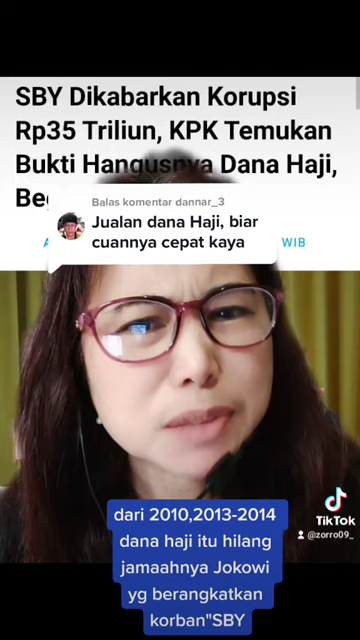 SBY Dikabarkan Korupsi
Rp35 Triliun, KPK Temukan
Bukti Hangusnya Dana Haji,
Balas komentar dannar_3
Jualan dana Haji, biar
cuannya cepat kaya
WIB
TikTok
@zorro09_
dari 2010,2013-2014
dana haji itu hilang
jamaahnya Jokowi
yg berangkatkan
korban"SBY